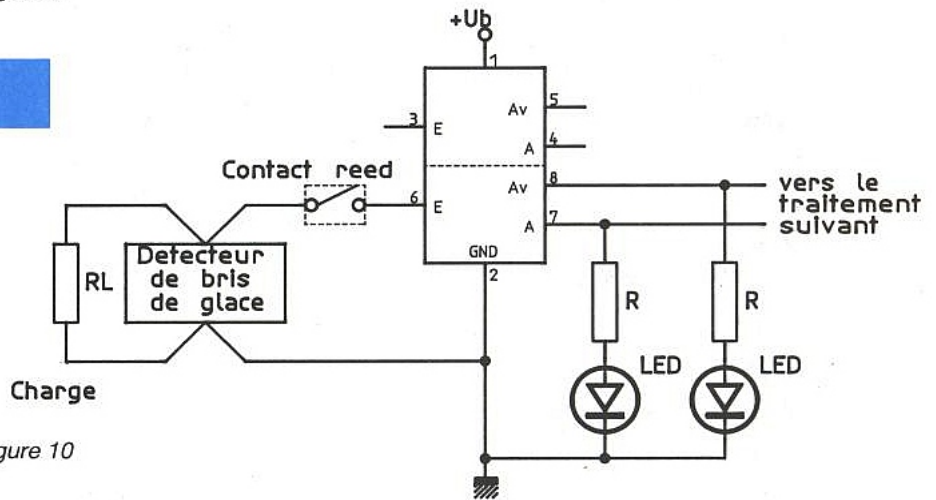 +Ub
1
3
E
Av
5
A
4
Contact reed
6
E
Av
8
A
7
GND
2
vers le
traitement
suivant
RL
Detecteur
de bris
de glace
R
R
LED
LED
Charge
gure 10